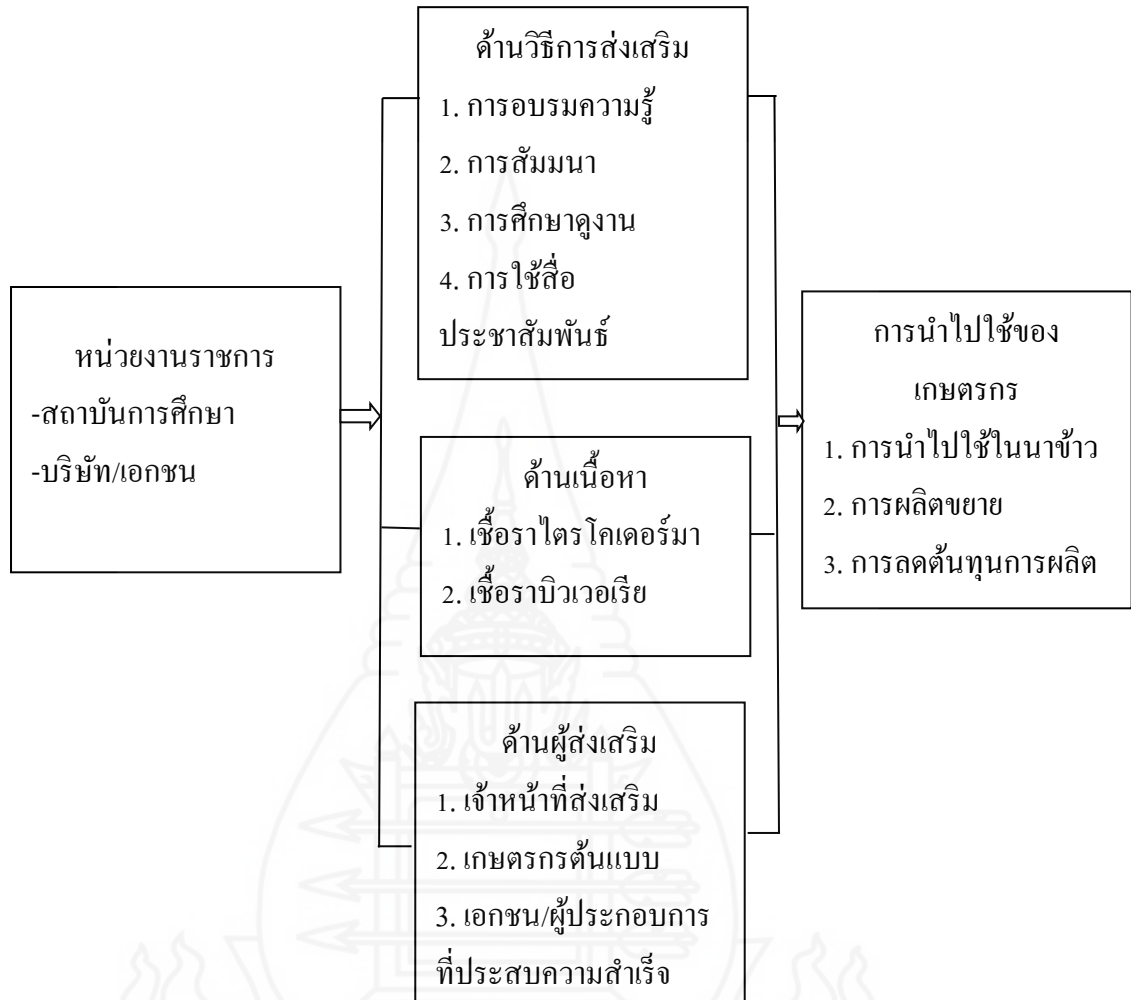 หน่วยงานราชการ
-สถาบันการศึกษา
-บริษัท/เอกชน
ด้านวิธีการส่งเสริม
1. การอบรมความรู้
2. การสัมมนา
3. การศึกษาดูงาน
4. การใช้สื่อ
ประชาสัมพันธ์
ด้านเนื้อหา
1. เชื้อราไตรโคเดอร์มา
2. เชื้อราบิวเวอเรีย
ด้านผู้ส่งเสริม
1. เจ้าหน้าที่ส่งเสริม
2. เกษตรกรต้นแบบ
3. เอกชน/ผู้ประกอบการ
ที่ประสบความสำเร็จ
การนำไปใช้ของ
เกษตรกร
1. การนำไปใช้ในนาข้าว
2. การผลิตขยาย
3. การลดต้นทุนการผลิต